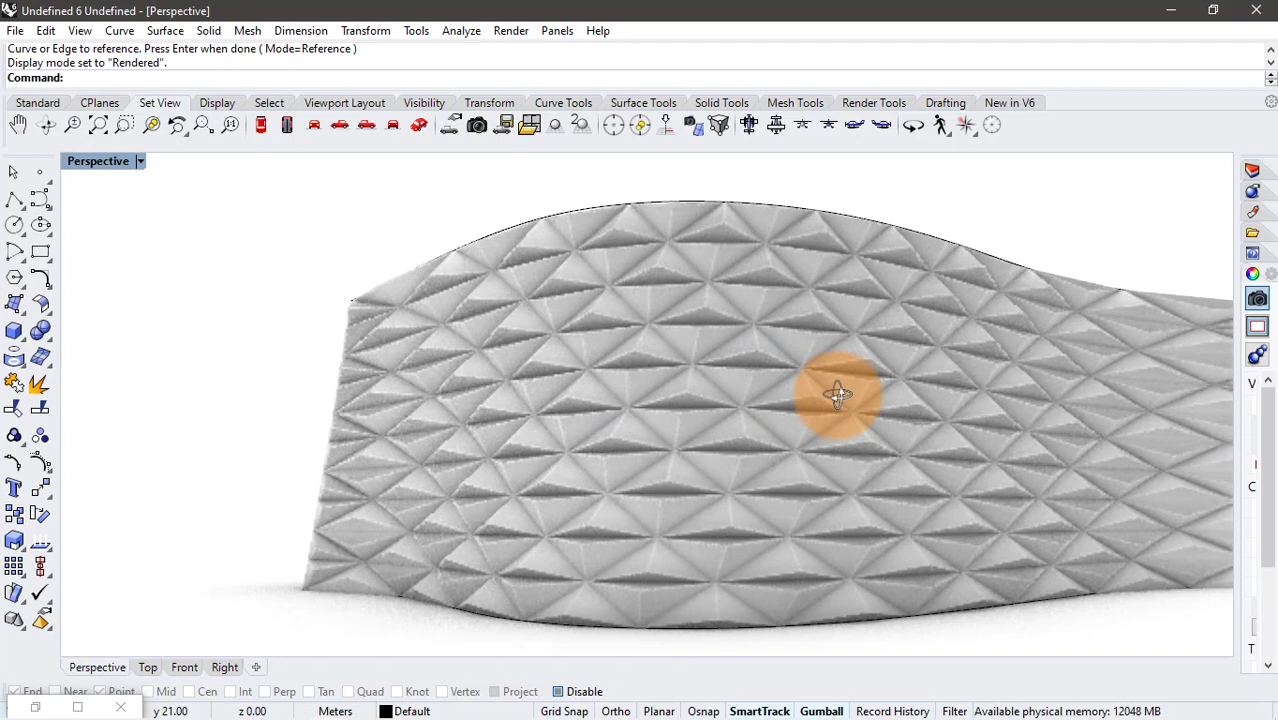 Undefined 6 Undefined - [Perspective]
File Edit View Curve Surface Solid Mesh Dimension Transform Tools Analyze Render Panels Help
Curve or Edge to reference. Press Enter when done ( Mode=Reference )
Display mode set to "Rendered".
Command:
Standard CPlanes Set View Display Select Viewport Layout Visibility Transform Curve Tools Surface Tools Solid Tools Mesh Tools Render Tools Drafting New in V6
Perspective
V
C
T
Perspective Top Front Right
End Near Point Mid Cen Int Perp Tan Quad Knot Vertex Project Disable
y 21.00 z 0.00 Meters Default Grid Snap Ortho Planar Osnap SmartTrack Gumball Record History Filter Available physical memory: 12048 MB